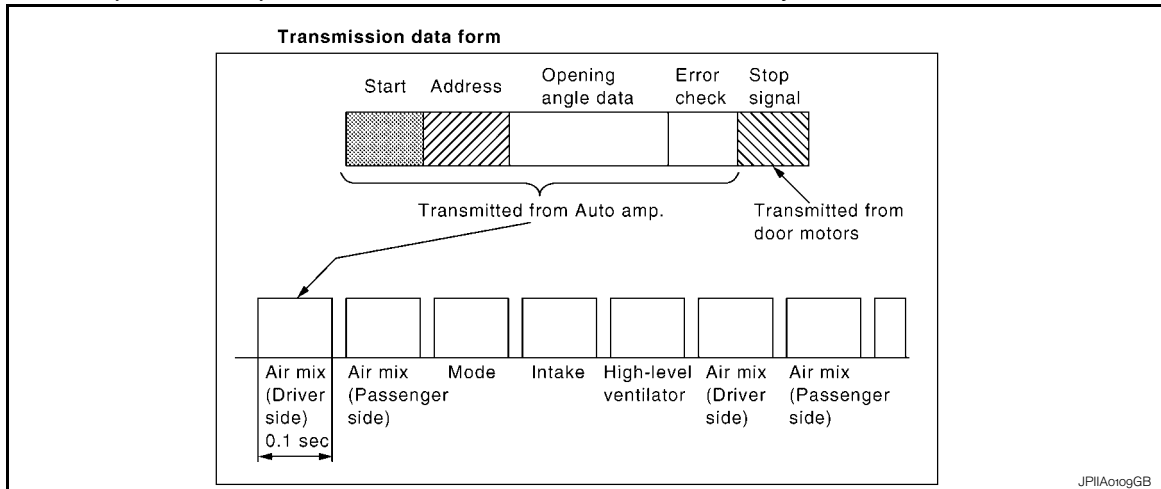 Transmission data form
Start Address Opening angle data Error check Stop signal
Transmitted from Auto amp.
Transmitted from
door motors
Air mix
(Driver
side)
0.1 sec
Air mix
(Passenger
side)
Mode
Intake
High-level
ventilator
Air mix
(Driver
side)
Air mix
(Passenger
side)
JPIIA0109GB